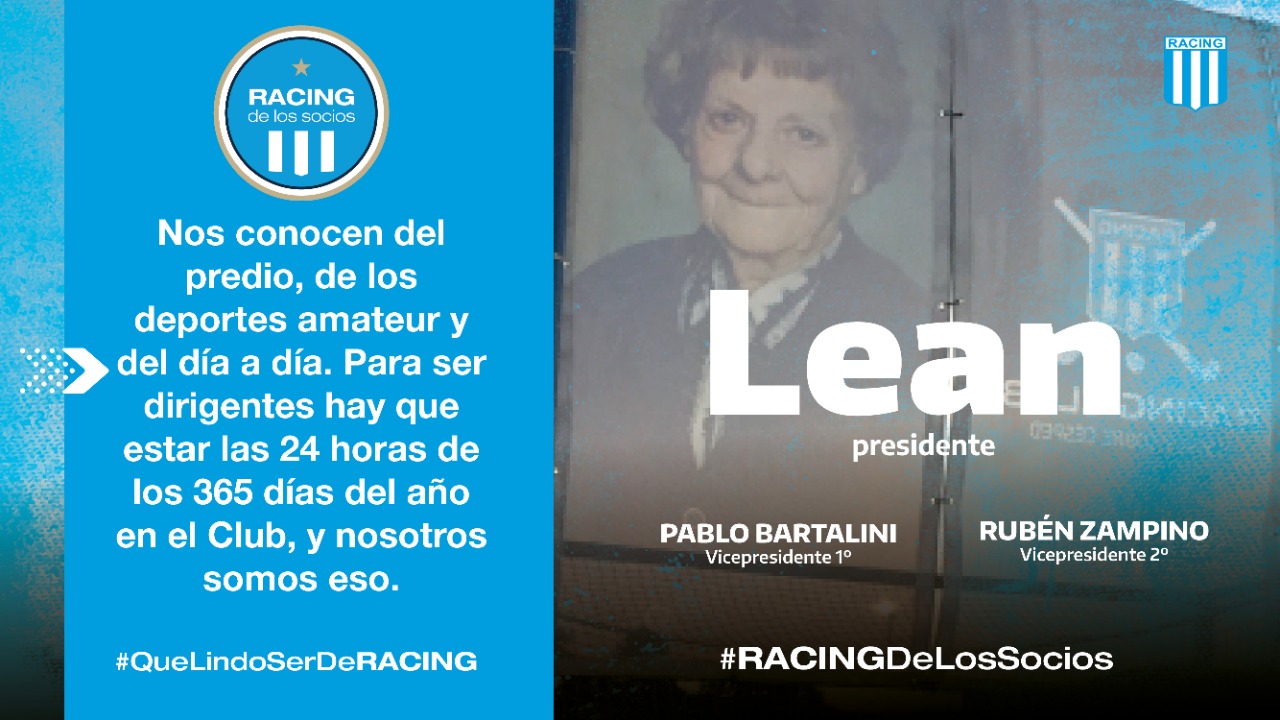 RACING
de los socios
Nos conocen del
predio, de los
deportes amateur y
del día a día. Para ser
dirigentes hay que
estar las 24 horas de
los 365 días del año
en el Club, y nosotros
somos eso.
#QueLindoSerDeRACING
RACING
Lean
presidente
PABLO BARTALINI
Vicepresidente 1º
RUBÉN ZAMPINO
Vicepresidente 2º
#RACINGDeLosSocios